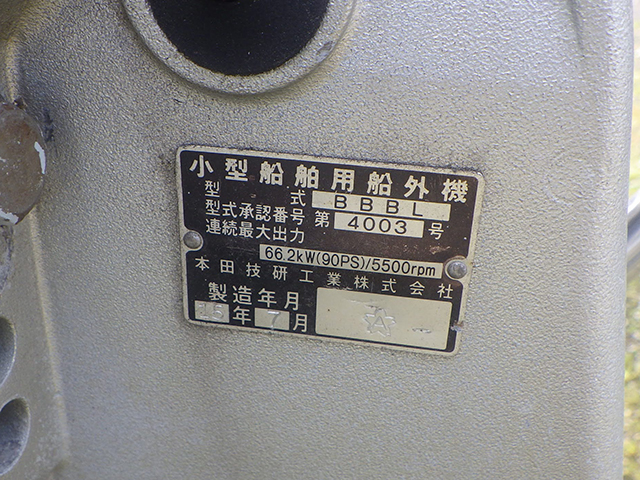 小型船舶用船外機
型式 BBBL
型式承認番号 第 4003 号
連続最大出力
66.2kW(90PS)/5500rpm
本田技研工業株式会社
製造年月
15年7月